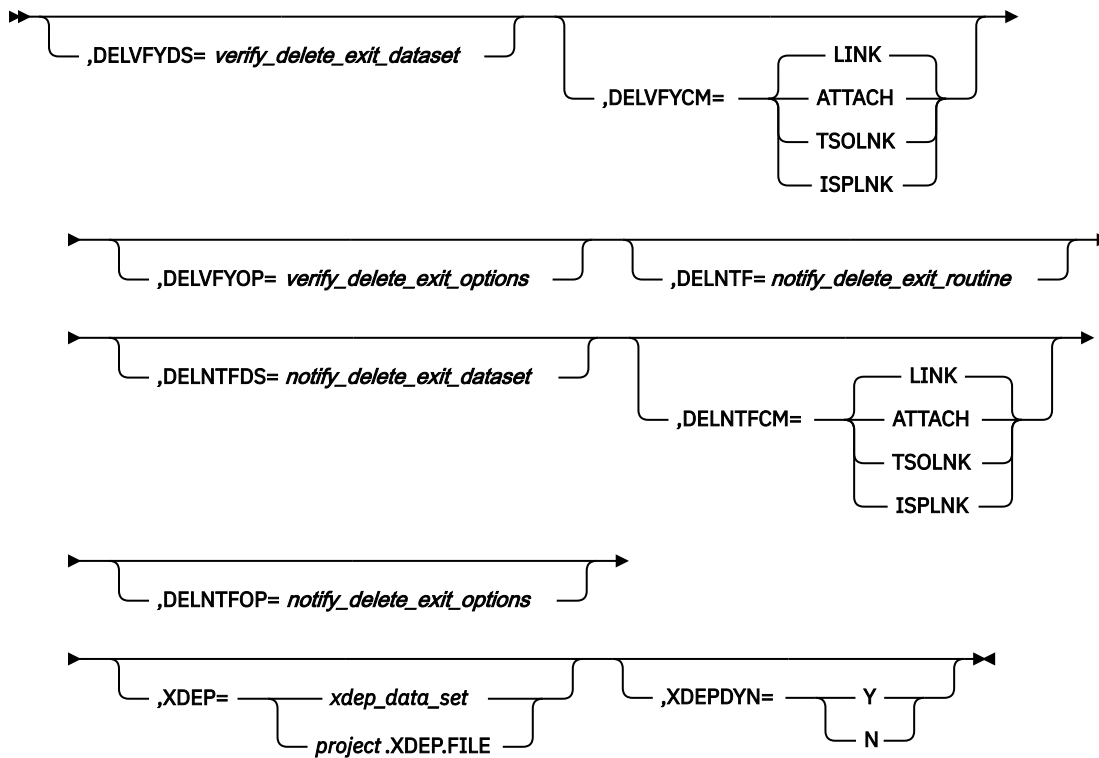 ,DELVFYDS= verify_delete_exit_dataset
,DELVFYCM=
LINK
ATTACH
TSOLNK
ISPLNK
,DELVFYOP= verify_delete_exit_options
,DELNTF= notify_delete_exit_routine
,DELNTFDS= notify_delete_exit_dataset
,DELNTFCM=
LINK
ATTACH
TSOLNK
ISPLNK
,DELNTFOP= notify_delete_exit_options
,XDEP=
xdep_data_set
project .XDEP.FILE
,XDEPDYN=
Y
N